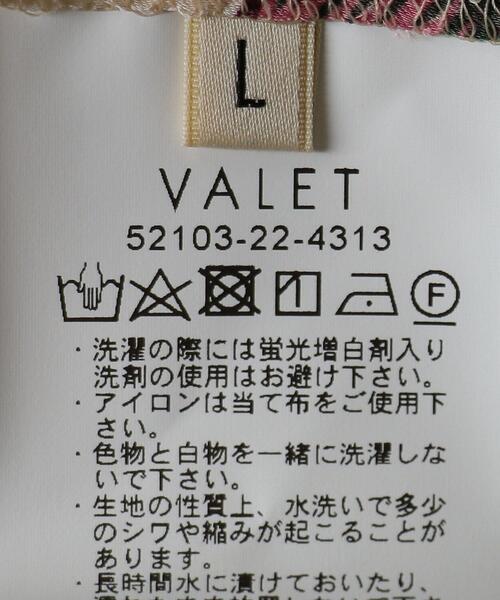 L
VALET
52103-22-4313
F
・洗濯の際には蛍光増白剤入り
洗剤の使用はお避け下さい。
・アイロンは当て布をご使用下
さい。
・色物と白物を一緒に洗濯しな
いで下さい。
・生地の性質上、水洗いで多少
のシワや縮みが起こることが
あります。
・長時間水に漬けておいたり、